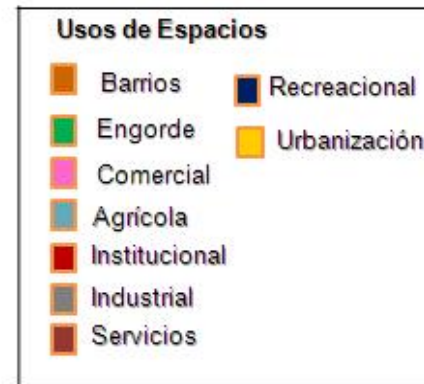 Usos de Espacios
Barrios
Engorde
Comercial
Agrícola
Institucional
Industrial
Servicios
Recreacional
Urbanización